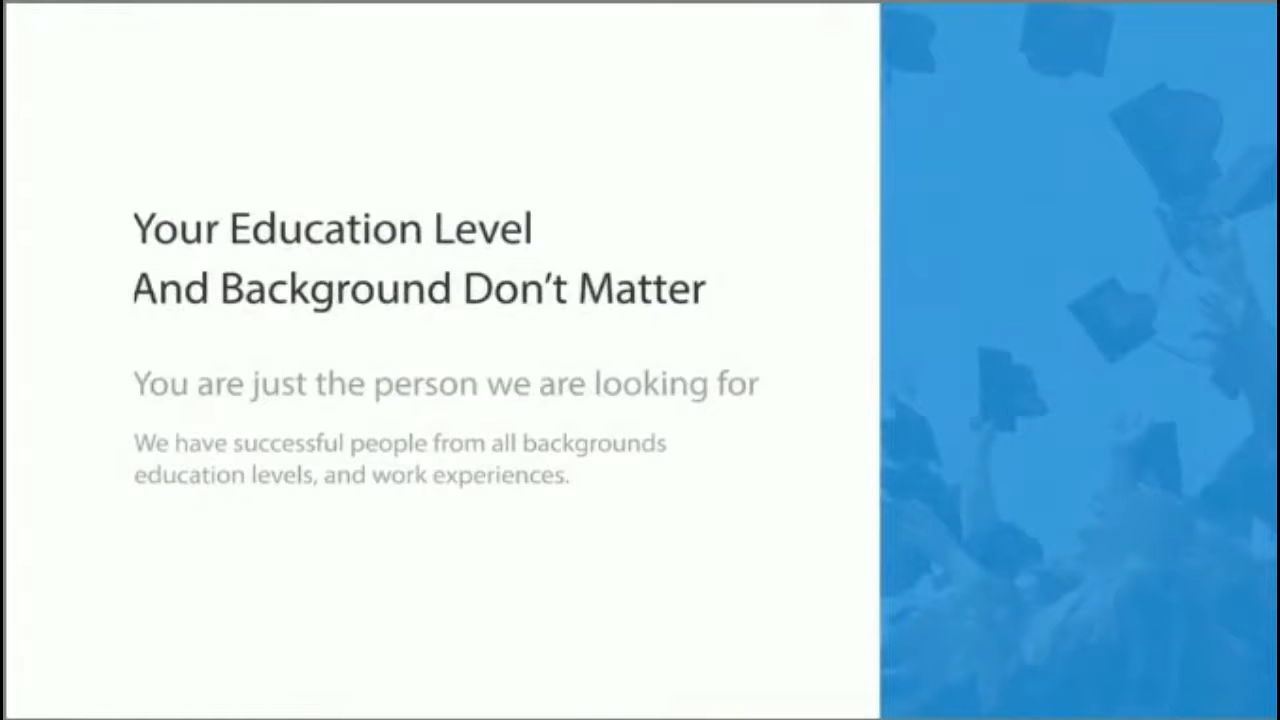 Your Education Level
And Background Don't Matter
You are just the person we are looking for
We have successful people from all backgrounds
education levels, and work experiences.